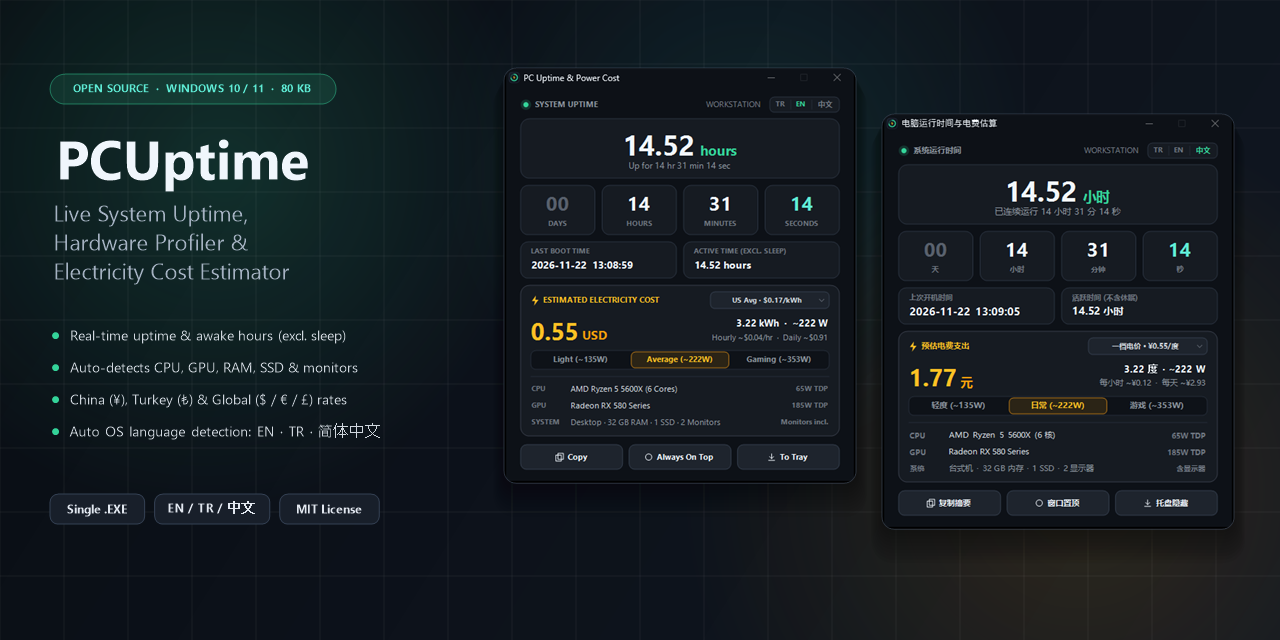 OPEN SOURCE · WINDOWS 10 / 11 · 80 KB
PCUptime
Live System Uptime,
Hardware Profiler &
Electricity Cost Estimator
Real-time uptime & awake hours (excl. sleep)
Auto-detects CPU, GPU, RAM, SSD & monitors
China (¥), Turkey (₺) & Global ($ / € / £) rates
Auto OS language detection: EN · TR · 简体中文
Single .EXE
EN / TR / 中文
MIT License
PC Uptime & Power Cost
SYSTEM UPTIME
WORKSTATION
TR EN 中文
14.52 hours
Up for 14 hr 31 min 14 sec
00 14 31 14
DAYS HOURS MINUTES SECONDS
LAST BOOT TIME
2026-11-22 13:08:59
ACTIVE TIME (EXCL. SLEEP)
14.52 hours
ESTIMATED ELECTRICITY COST
US Avg · $0.17/kWh
0.55 USD
3.22 kWh · ~222 W
Hourly ~$0.04/hr · Daily ~$0.91
Light (~135W) Average (~222W) Gaming (~353W)
CPU AMD Ryzen 5 5600X (6 Cores) 65W TDP
GPU Radeon RX 580 Series 185W TDP
SYSTEM Desktop · 32 GB RAM · 1 SSD · 2 Monitors Monitors incl.
Copy Always On Top To Tray
电脑运行时间与电费估算
系统运行时间
WORKSTATION
TR EN 中文
14.52 小时
已连续运行 14 小时 31 分 14 秒
00 14 31 14
天 小时 分钟 秒
上次开机时间
2026-11-22 13:09:05
活跃时间 (不含休眠)
14.52 小时
预估电费支出
一档电价 · ¥0.55/度
1.77 元
3.22 度 · ~222 W
每小时 ~¥0.12 · 每天 ~¥2.93
轻度 (~135W) 日常 (~222W) 游戏 (~353W)
CPU AMD Ryzen 5 5600X (6 核) 65W TDP
GPU Radeon RX 580 Series 185W TDP
系统 台式机 · 32 GB 内存 · 1 SSD · 2 显示器 含显示器
复制摘要 窗口置顶 托盘隐藏